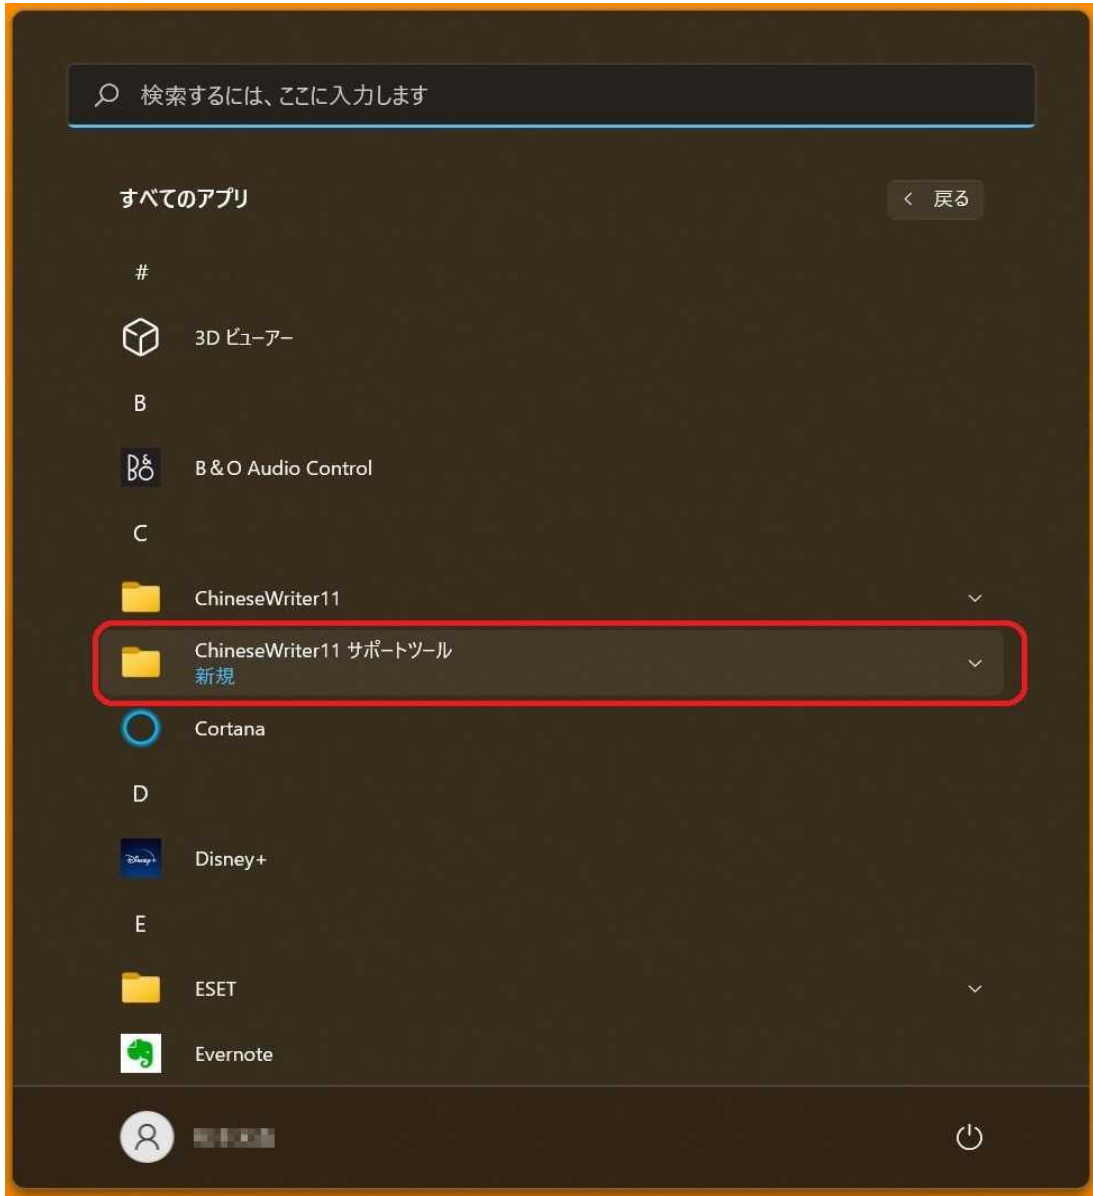 検索するには、ここに入力します
すべてのアプリ
< 戻る
#
3D ビューアー
B
B&O
B&O Audio Control
C
ChineseWriter11
ChineseWriter11 サポートツール
新規
Cortana
D
Disney+
Disney+
E
ESET
Evernote